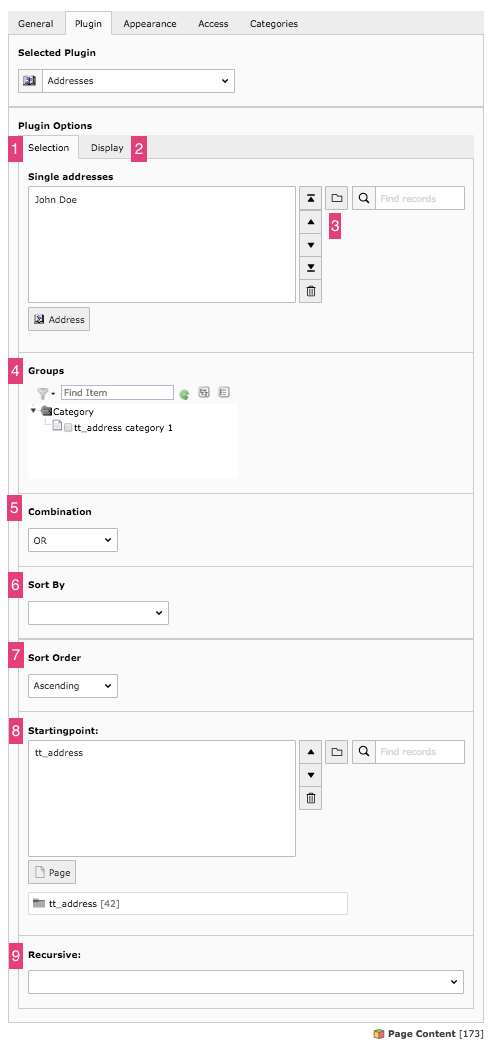 General Plugin Appearance Access Categories
Selected Plugin
Addresses
Plugin Options
1 Selection Display 2
Single addresses
John Doe
Find records
3
Address
4 Groups
Find Item
Category
tt_address category 1
5 Combination
OR
6 Sort By
7 Sort Order
Ascending
8 Startingpoint:
tt_address
Find records
Page
tt_address [42]
9 Recursive:
Page Content [173]